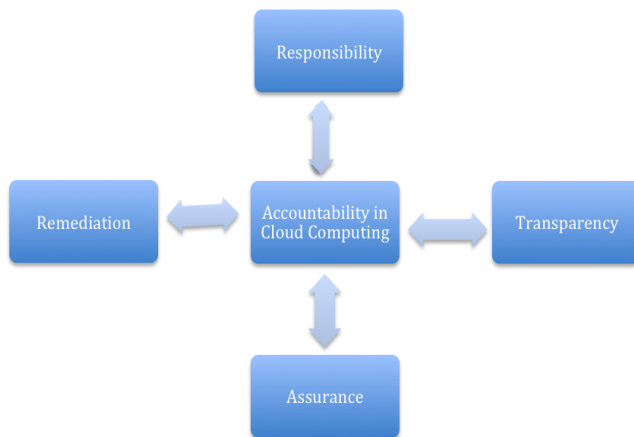 Responsibility
Remediation
Accountability in
Cloud Computing
Transparency
Assurance